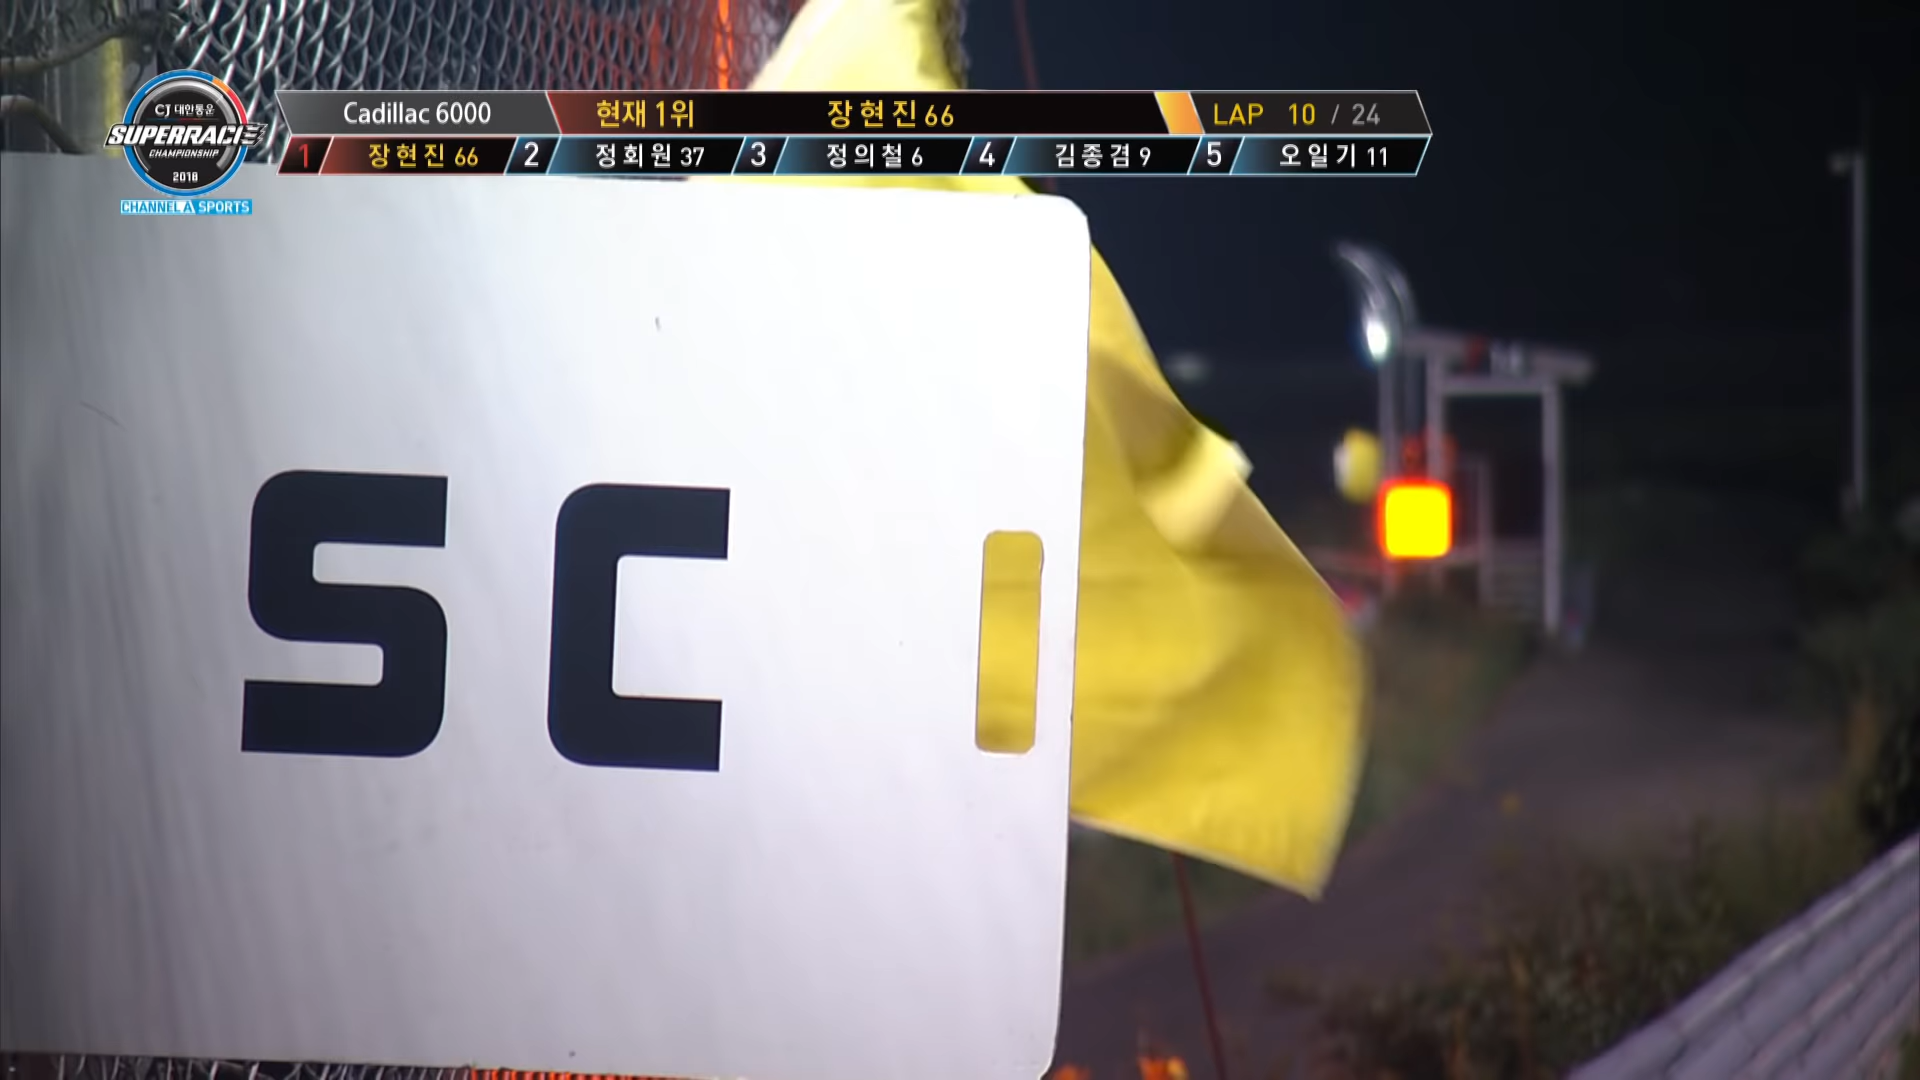 CJ 대한통운
SUPERRACE
CHAMPIONSHIP
2018
CHANNEL A SPORTS
Cadillac 6000 현재 1위 장현진 66 LAP 10 / 24
1 장현진 66 2 정회원 37 3 정의철 6 4 김종겸 9 5 오일기 11
SC